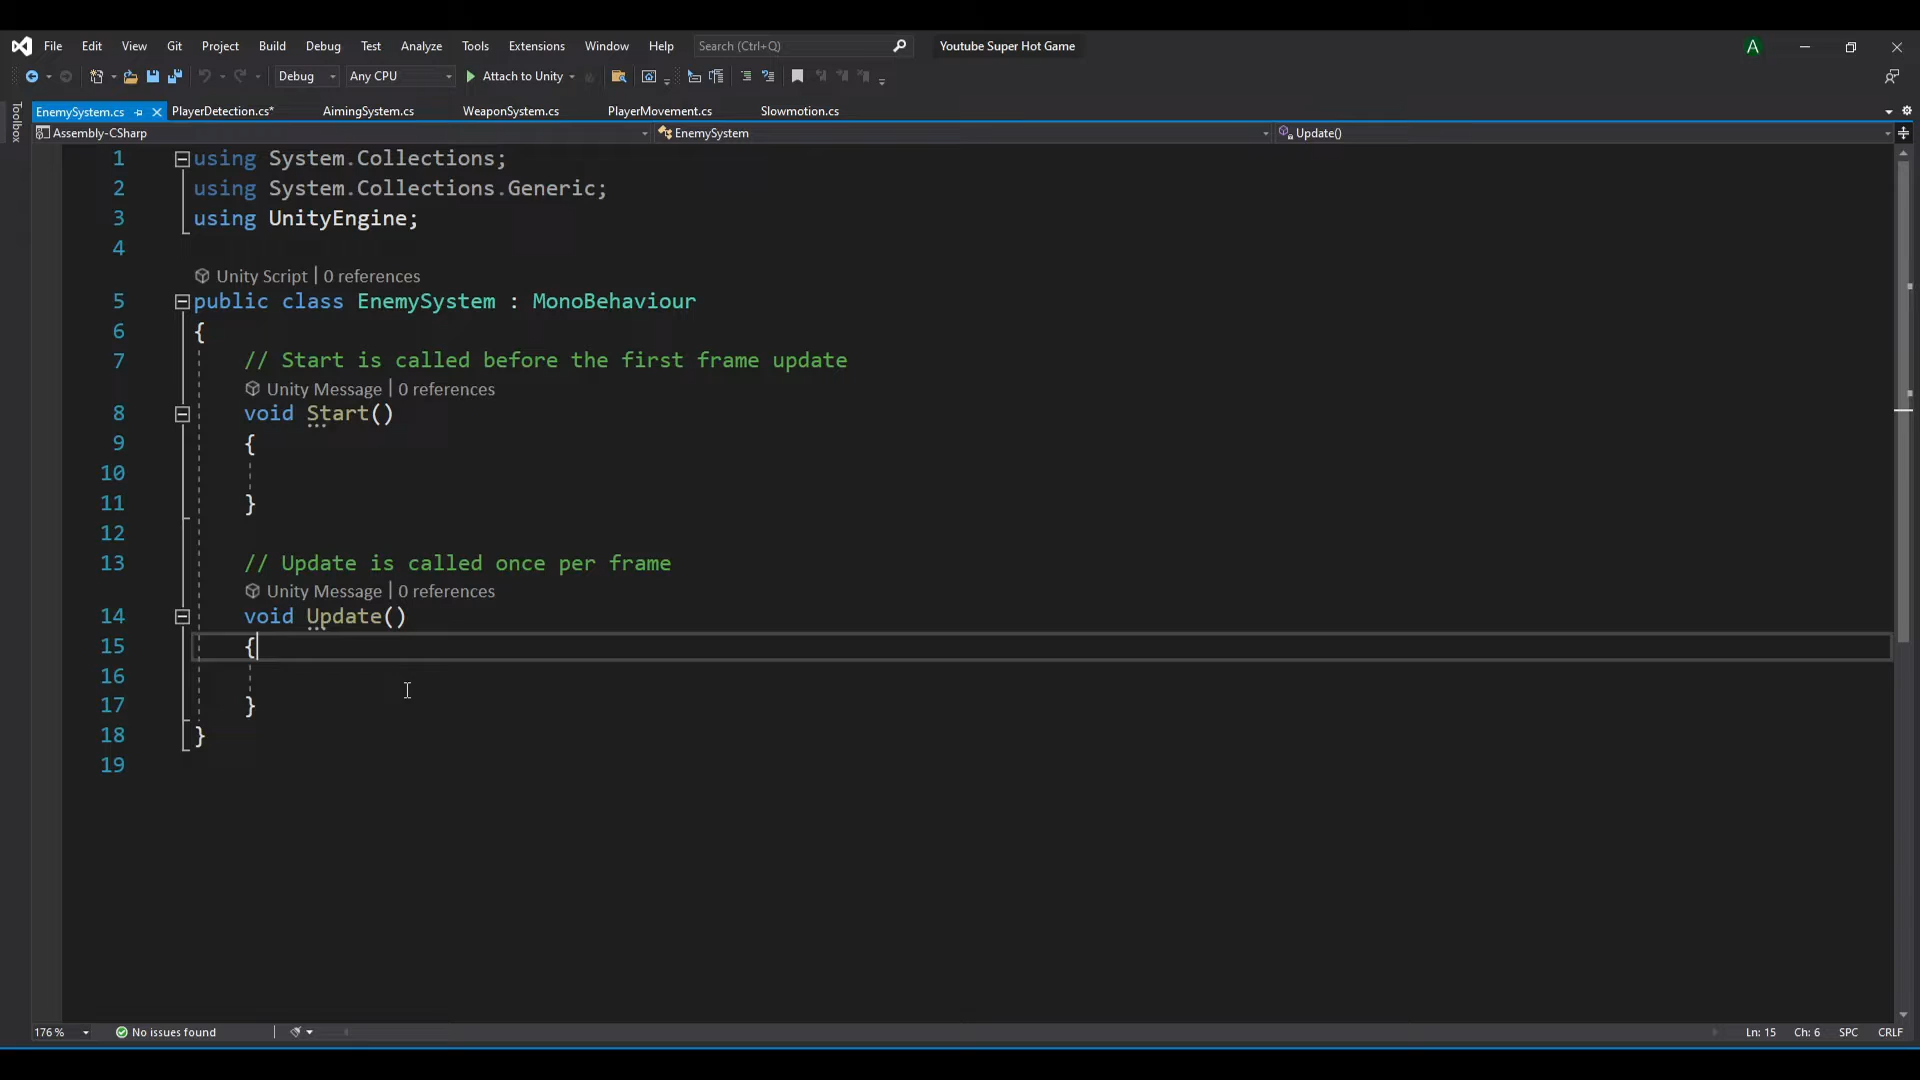 File Edit View Git Project Build Debug Test Analyze Tools Extensions Window Help Search (Ctrl+Q) Youtube Super Hot Game A
Debug Any CPU Attach to Unity
Toolbox
EnemySystem.cs PlayerDetection.cs* AimingSystem.cs WeaponSystem.cs PlayerMovement.cs Slowmotion.cs
Assembly-CSharp EnemySystem Update()
1 using System.Collections;
2 using System.Collections.Generic;
3 using UnityEngine;
4
Unity Script | 0 references
5 public class EnemySystem : MonoBehaviour
6 {
7 // Start is called before the first frame update
Unity Message | 0 references
8 void Start()
9 {
10
11 }
12
13 // Update is called once per frame
Unity Message | 0 references
14 void Update()
15 {
16
17 }
18 }
19
176 % No issues found Ln: 15 Ch: 6 SPC CRLF